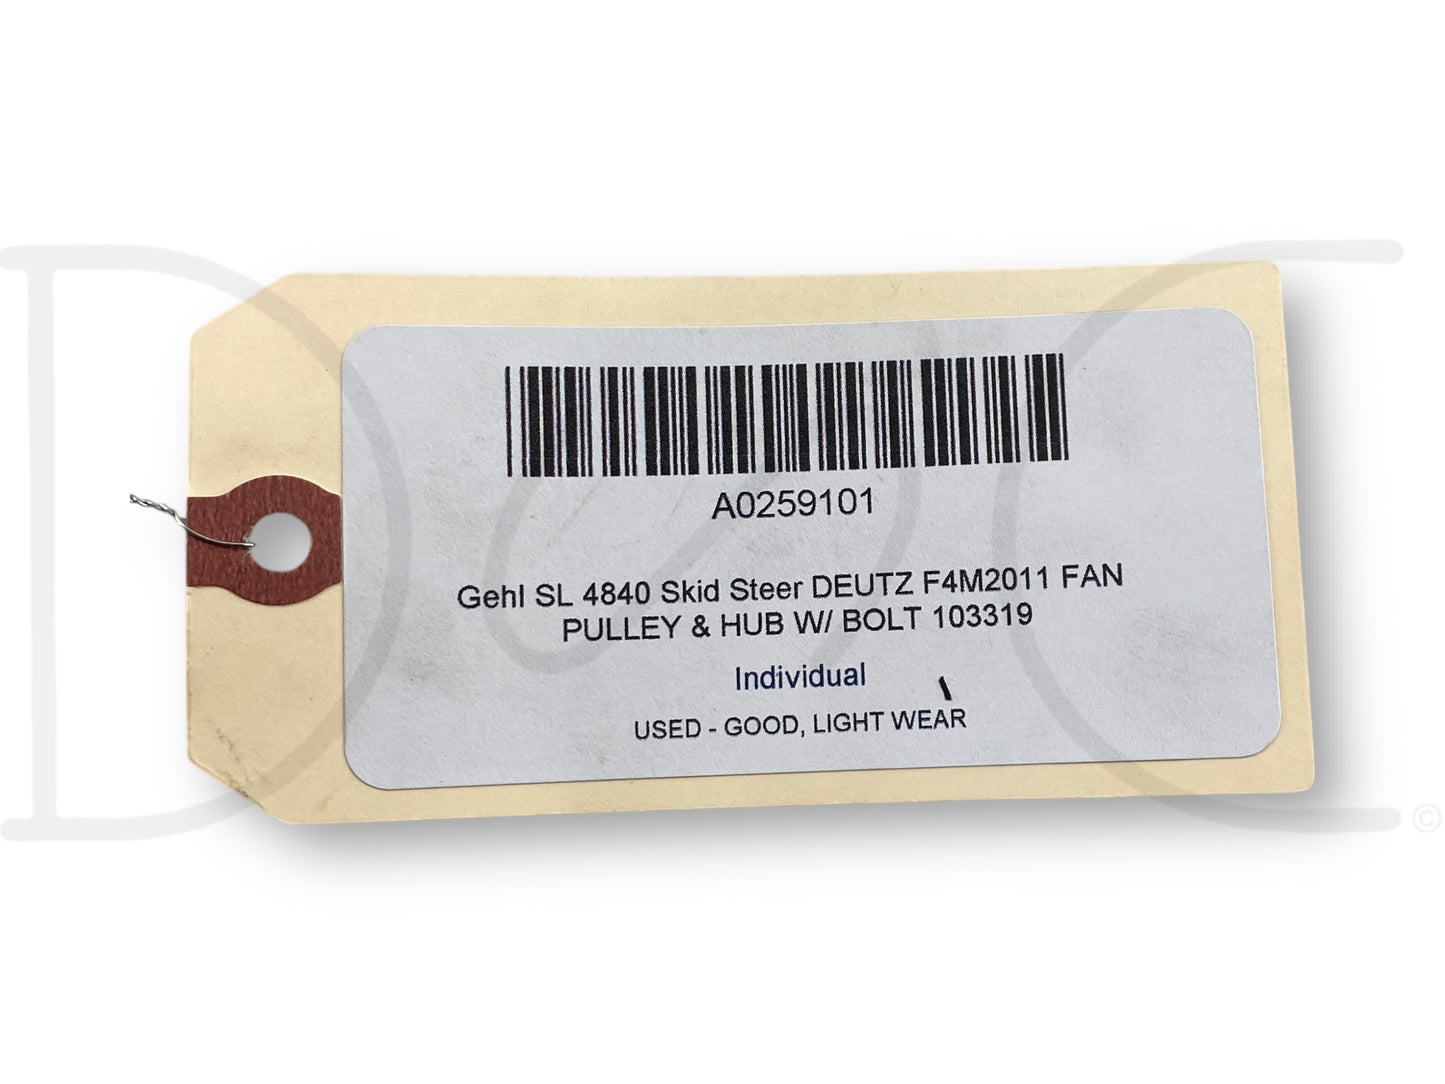 A0259101
Gehl SL 4840 Skid Steer DEUTZ F4M2011 FAN
PULLEY & HUB W/ BOLT 103319
Individual
USED - GOOD, LIGHT WEAR
D C ©